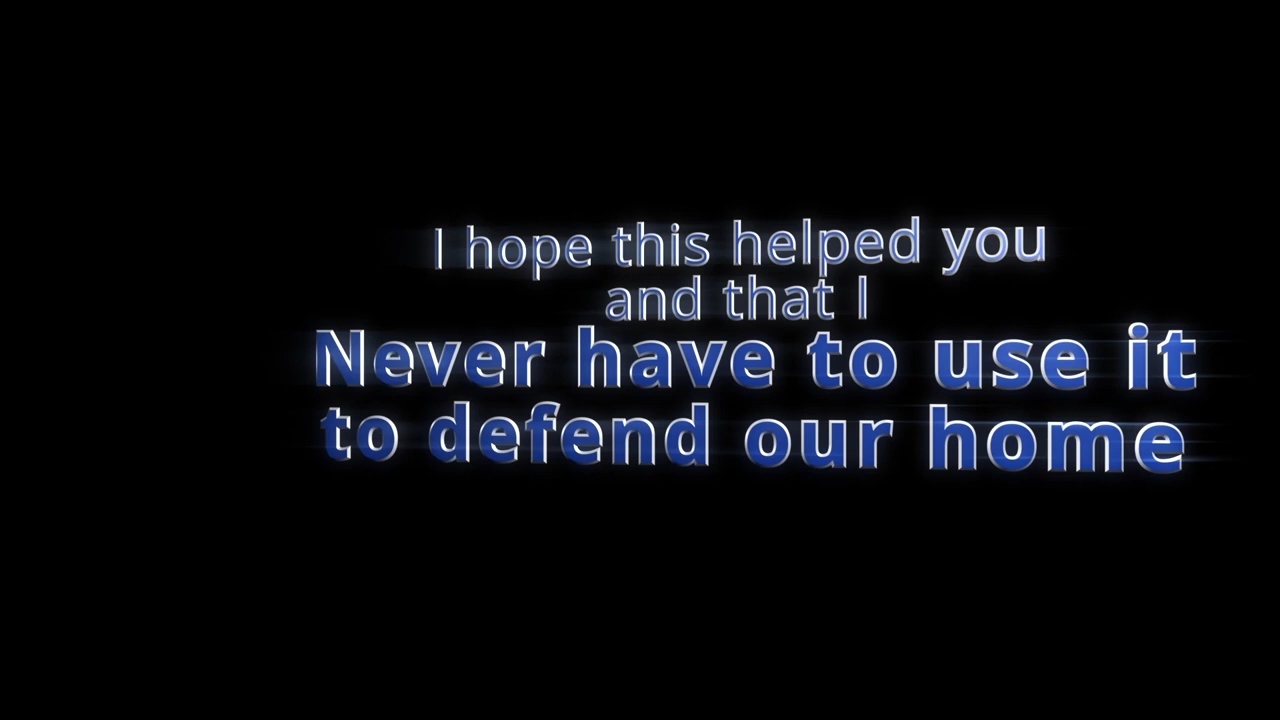 I hope this helped you
and that I
Never have to use it
to defend our home